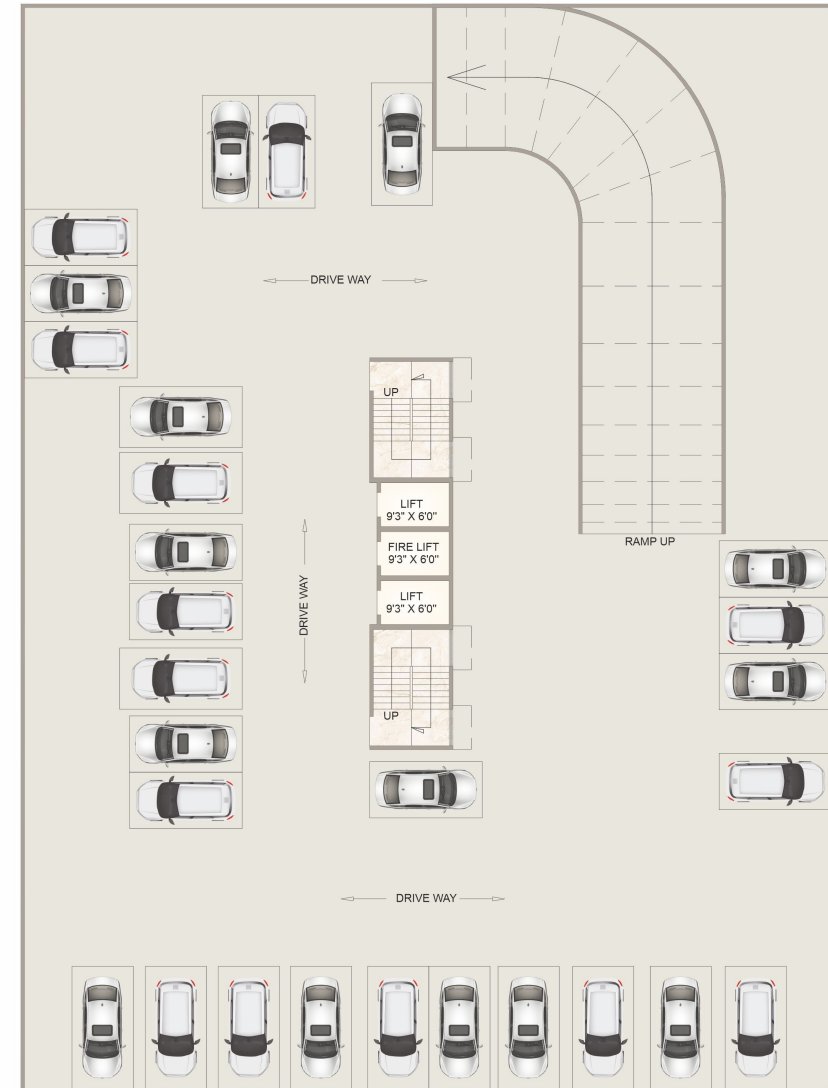 DRIVE WAY
UP
LIFT
9'3" X 6'0"
FIRE LIFT
9'3" X 6'0"
LIFT
9'3" X 6'0"
RAMP UP
DRIVE WAY
UP
DRIVE WAY